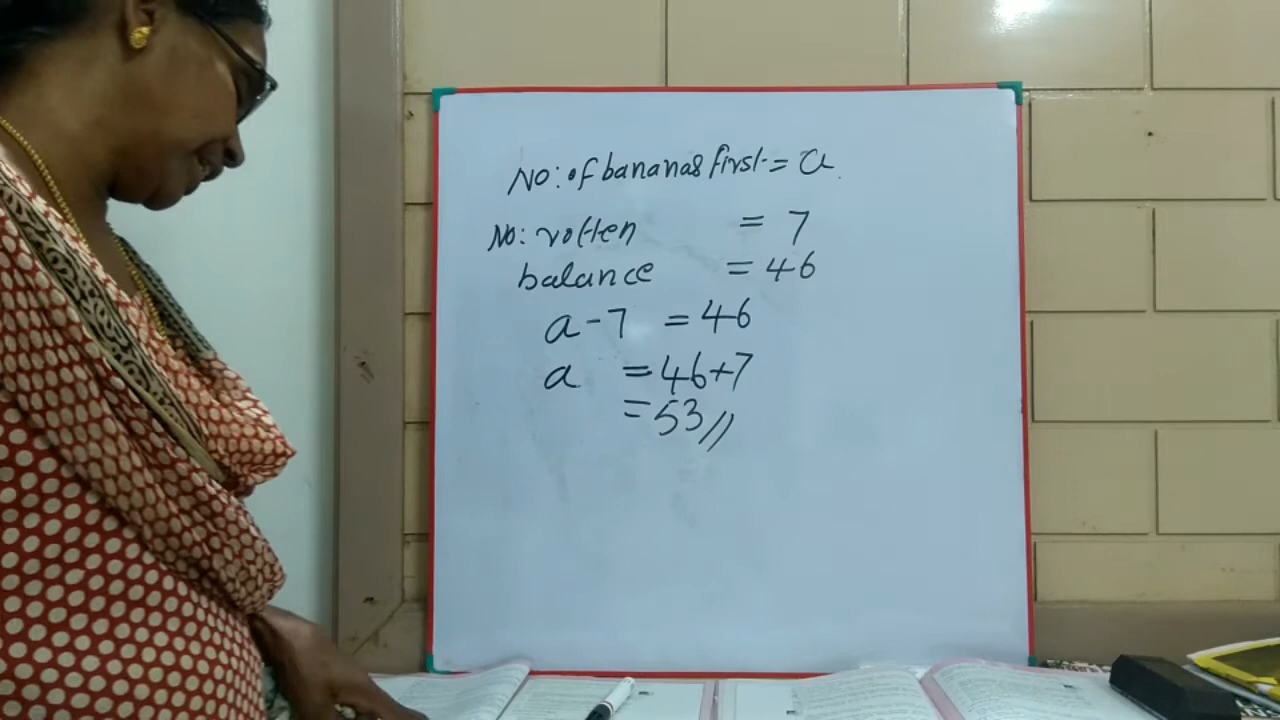 No: of bananas first = a.
No: rotten = 7
balance = 46
a - 7 = 46
a = 46+7
= 53 //